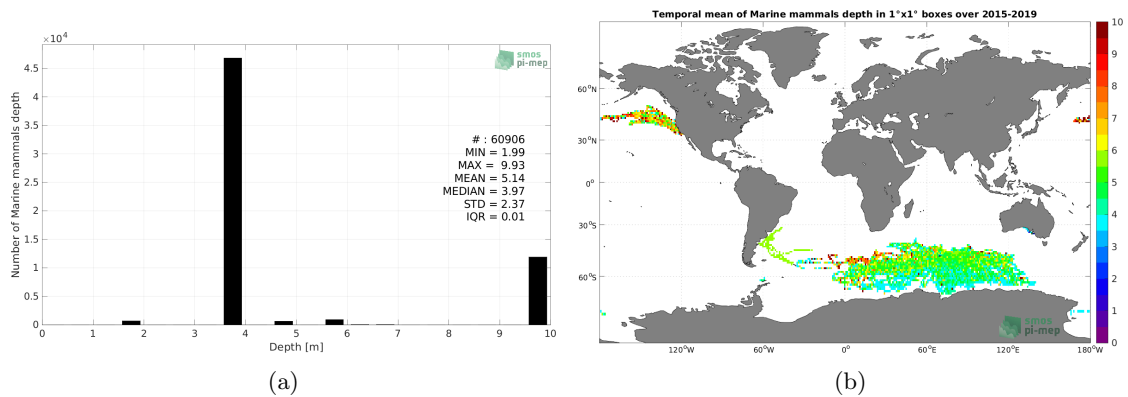 ×10⁴
4.5
4
3.5
3
2.5
2
1.5
1
0.5
0
Number of Marine mammals depth
smos
pi-mep
# : 60906
MIN = 1.99
MAX = 9.93
MEAN = 5.14
MEDIAN = 3.97
STD = 2.37
IQR = 0.01
0 1 2 3 4 5 6 7 8 9 10
Depth [m]
(a)
Temporal mean of Marine mammals depth in 1°x1° boxes over 2015-2019
60°N
30°N
0°
30°S
60°S
120°W 60°W 0° 60°E 120°E 180°W
smos
pi-mep
10
9
8
7
6
5
4
3
2
1
0
(b)